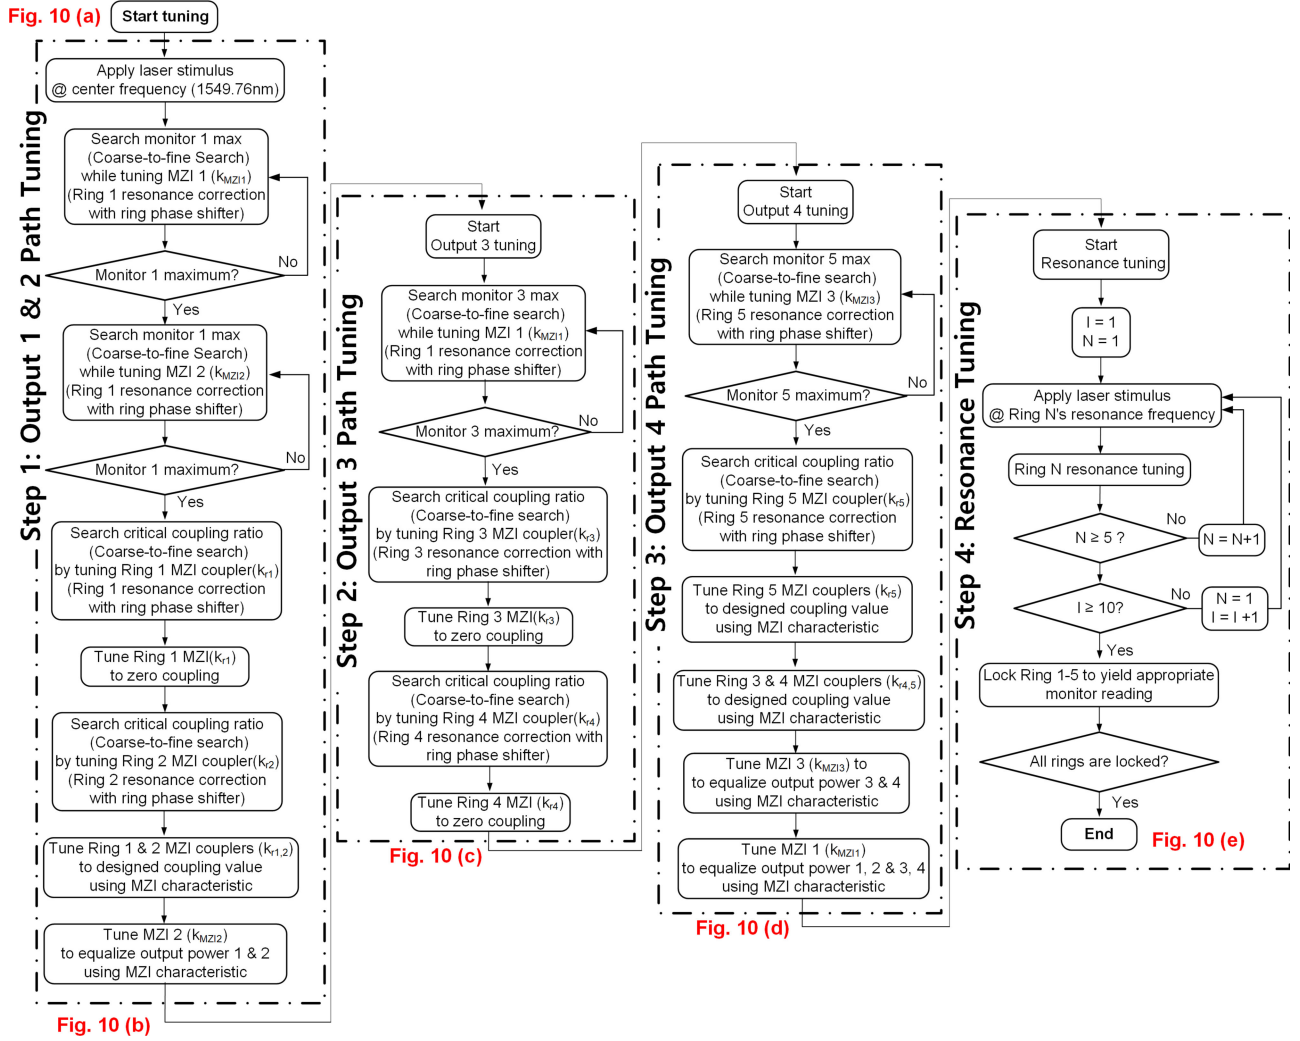 Fig. 10 (a)
Start tuning
Step 1: Output 1 & 2 Path Tuning
Apply laser stimulus
@ center frequency (1549.76nm)
Search monitor 1 max
(Coarse-to-fine Search)
while tuning MZI 1 (kMZI1)
(Ring 1 resonance correction
with ring phase shifter)
Monitor 1 maximum?
No
Yes
Search monitor 1 max
(Coarse-to-fine Search)
while tuning MZI 2 (kMZI2)
(Ring 1 resonance correction
with ring phase shifter)
Monitor 1 maximum?
No
Yes
Search critical coupling ratio
(Coarse-to-fine search)
by tuning Ring 1 MZI coupler(kr1)
(Ring 1 resonance correction
with ring phase shifter)
Tune Ring 1 MZI(kr1)
to zero coupling
Search critical coupling ratio
(Coarse-to-fine search)
by tuning Ring 2 MZI coupler(kr2)
(Ring 2 resonance correction
with ring phase shifter)
Tune Ring 1 & 2 MZI couplers (kr1,2)
to designed coupling value
using MZI characteristic
Tune MZI 2 (kMZI2)
to equalize output power 1 & 2
using MZI characteristic
Fig. 10 (b)
Step 2: Output 3 Path Tuning
Start
Output 3 tuning
Search monitor 3 max
(Coarse-to-fine search)
while tuning MZI 1 (kMZI1)
(Ring 1 resonance correction
with ring phase shifter)
Monitor 3 maximum?
No
Yes
Search critical coupling ratio
(Coarse-to-fine search)
by tuning Ring 3 MZI coupler(kr3)
(Ring 3 resonance correction with
ring phase shifter)
Tune Ring 3 MZI(kr3)
to zero coupling
Search critical coupling ratio
(Coarse-to-fine search)
by tuning Ring 4 MZI coupler(kr4)
(Ring 4 resonance correction with
ring phase shifter)
Tune Ring 4 MZI (kr4)
to zero coupling
Fig. 10 (c)
Step 3: Output 4 Path Tuning
Start
Output 4 tuning
Search monitor 5 max
(Coarse-to-fine search)
while tuning MZI 3 (kMZI3)
(Ring 5 resonance correction
with ring phase shifter)
Monitor 5 maximum?
No
Yes
Search critical coupling ratio
(Coarse-to-fine search)
by tuning Ring 5 MZI coupler(kr5)
(Ring 5 resonance correction
with ring phase shifter)
Tune Ring 5 MZI couplers (kr5)
to designed coupling value
using MZI characteristic
Tune Ring 3 & 4 MZI couplers (kr4,5)
to designed coupling value
using MZI characteristic
Tune MZI 3 (kMZI3) to
to equalize output power 3 & 4
using MZI characteristic
Tune MZI 1 (kMZI1)
to equalize output power 1, 2 & 3, 4
using MZI characteristic
Fig. 10 (d)
Step 4: Resonance Tuning
Start
Resonance tuning
I = 1
N = 1
Apply laser stimulus
@ Ring N's resonance frequency
Ring N resonance tuning
N ≥ 5 ?
No
N = N+1
I ≥ 10?
No
N = 1
I = I +1
Yes
Lock Ring 1-5 to yield appropriate
monitor reading
All rings are locked?
Yes
End
Fig. 10 (e)